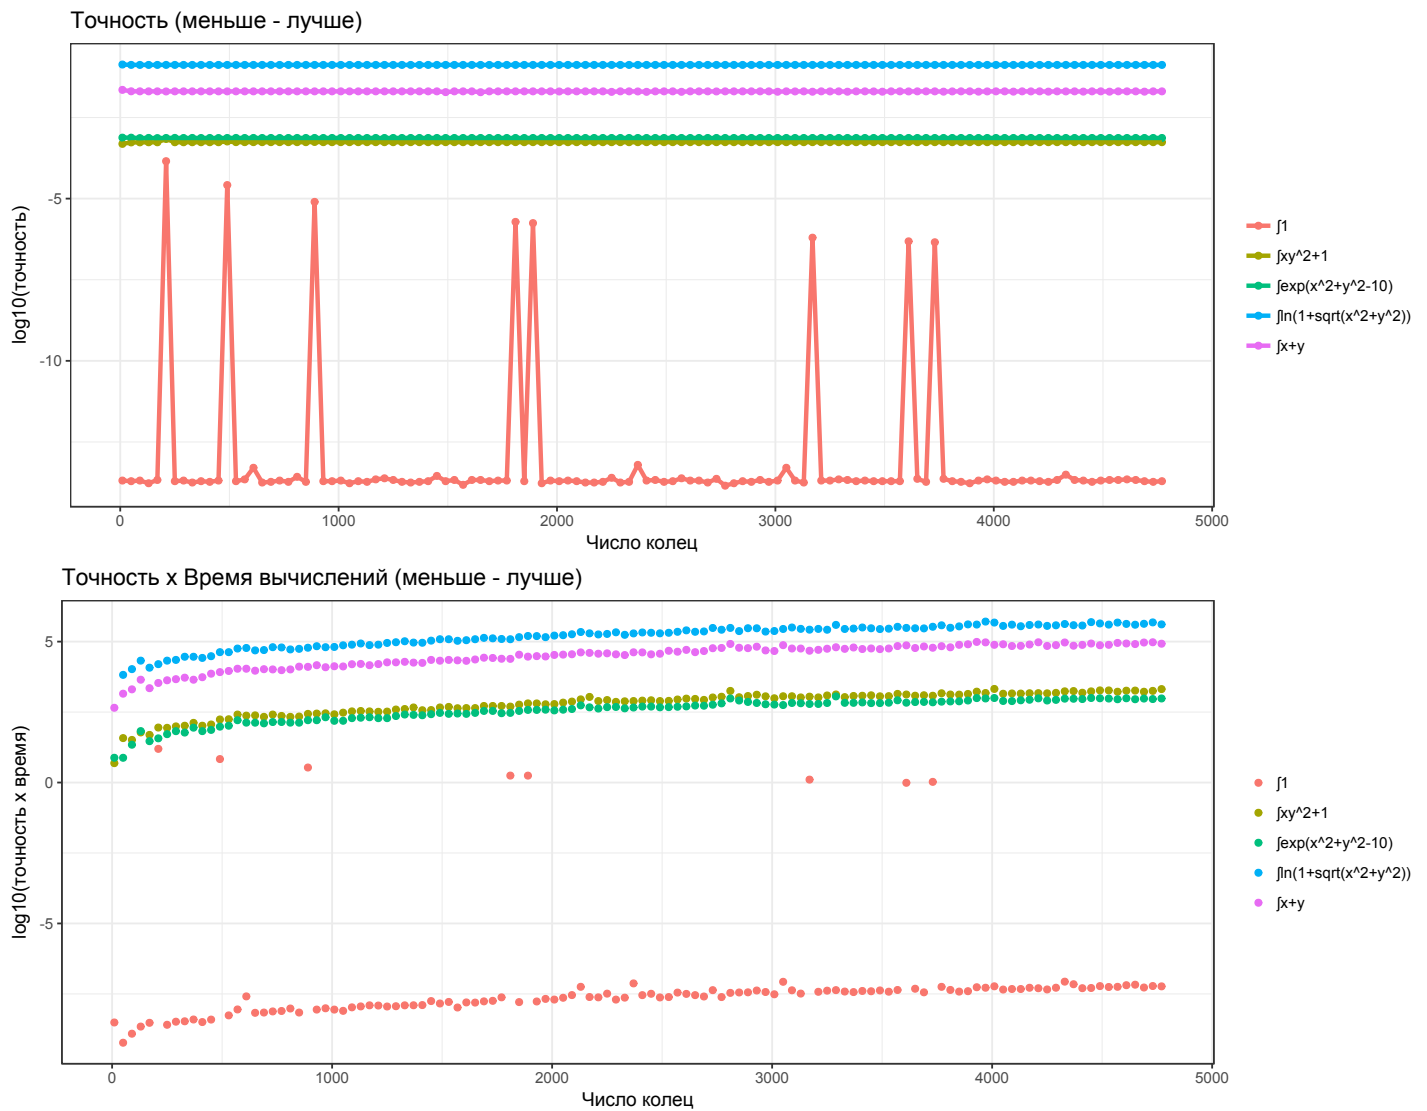 Точность (меньше - лучше)
log10(точность)
-5
-10
0
1000
2000
3000
4000
5000
Число колец
∫1
∫xy^2+1
∫exp(x^2+y^2-10)
∫ln(1+sqrt(x^2+y^2))
∫x+y
Точность x Время вычислений (меньше - лучше)
log10(точность x время)
5
0
-5
0
1000
2000
3000
4000
5000
Число колец
∫1
∫xy^2+1
∫exp(x^2+y^2-10)
∫ln(1+sqrt(x^2+y^2))
∫x+y